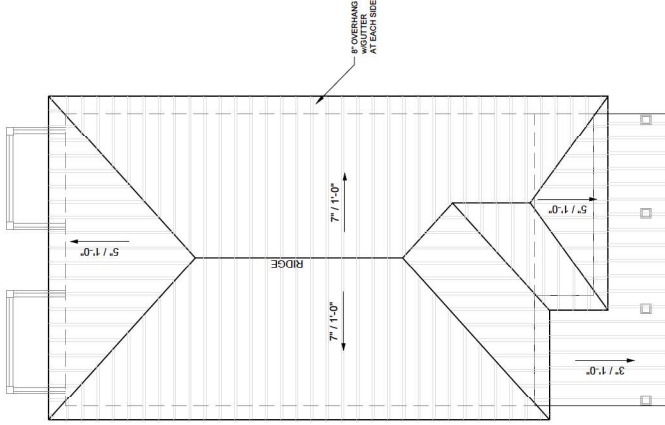 8" OVERHANG
w/GUTTER
AT EACH SIDE
5" / 1'-0"
7" / 1'-0"
RIDGE
7" / 1'-0"
5" / 1'-0"
3" / 1'-0"